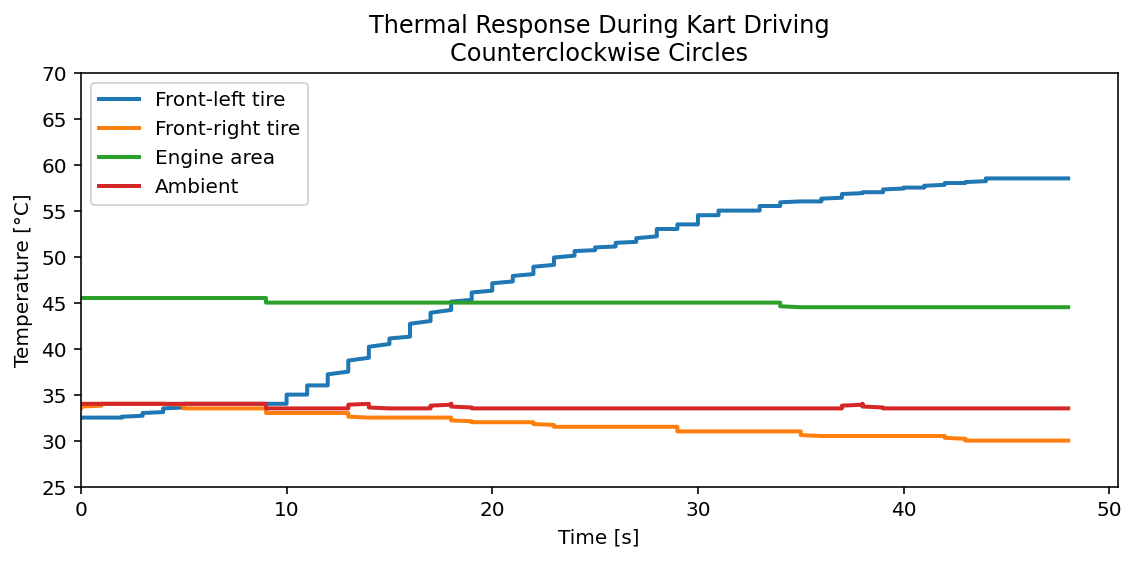 Thermal Response During Kart Driving
Counterclockwise Circles
70
65
60
55
50
45
40
35
30
25
Temperature [°C]
Front-left tire
Front-right tire
Engine area
Ambient
0 10 20 30 40 50
Time [s]